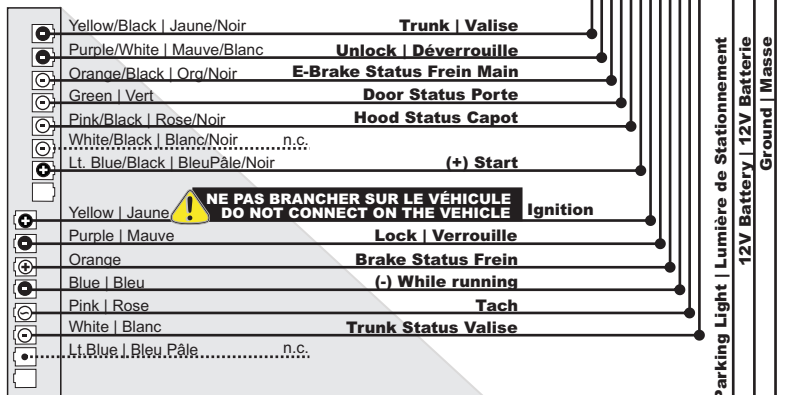 Yellow/Black | Jaune/Noir Trunk | Valise
Purple/White | Mauve/Blanc Unlock | Déverrouille
Orange/Black | Org/Noir E-Brake Status Frein Main
Green | Vert Door Status Porte
Pink/Black | Rose/Noir Hood Status Capot
White/Black | Blanc/Noir n.c.
Lt. Blue/Black | BleuPâle/Noir (+) Start
NE PAS BRANCHER SUR LE VÉHICULE
Yellow | Jaune DO NOT CONNECT ON THE VEHICLE Ignition
Purple | Mauve Lock | Verrouille
Orange Brake Status Frein
Blue | Bleu (-) While running
Pink | Rose Tach
White | Blanc Trunk Status Valise
Lt.Blue | Bleu Pâle n.c.
Parking Light | Lumière de Stationnement
12V Battery | 12V Batterie
Ground | Masse